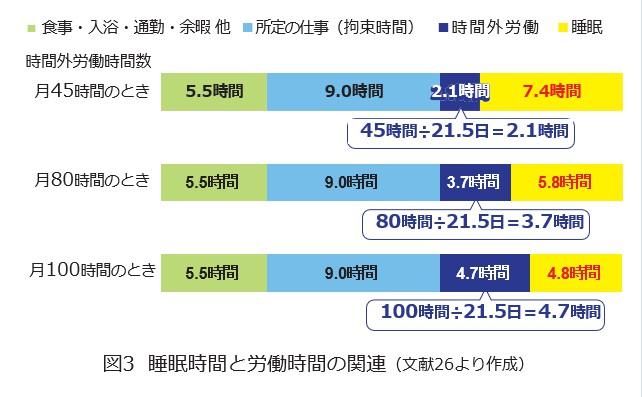 食事・入浴・通勤・余暇 他 所定の仕事（拘束時間） 時間外労働 睡眠
時間外労働時間数
月45時間のとき 5.5時間 9.0時間 2.1時間 7.4時間
45時間÷21.5日＝2.1時間
月80時間のとき 5.5時間 9.0時間 3.7時間 5.8時間
80時間÷21.5日＝3.7時間
月100時間のとき 5.5時間 9.0時間 4.7時間 4.8時間
100時間÷21.5日＝4.7時間
図3 睡眠時間と労働時間の関連（文献26より作成）